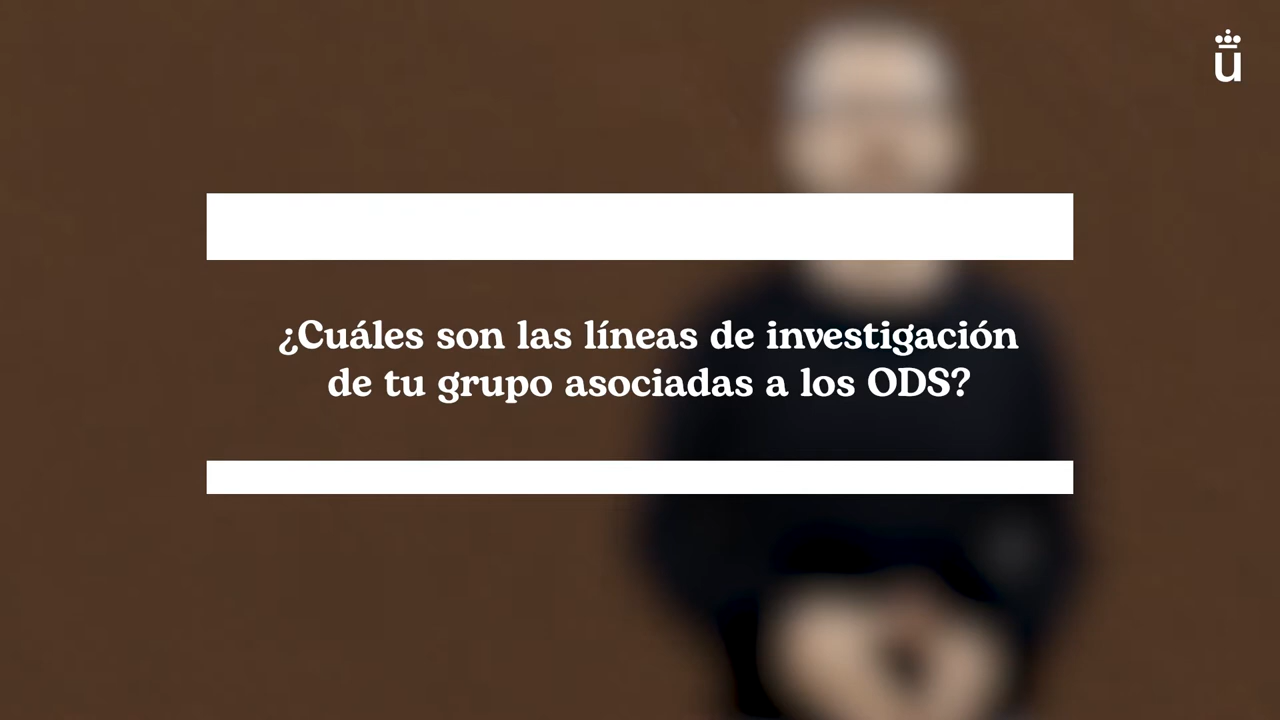 ¿Cuáles son las líneas de investigación
de tu grupo asociadas a los ODS?
ü